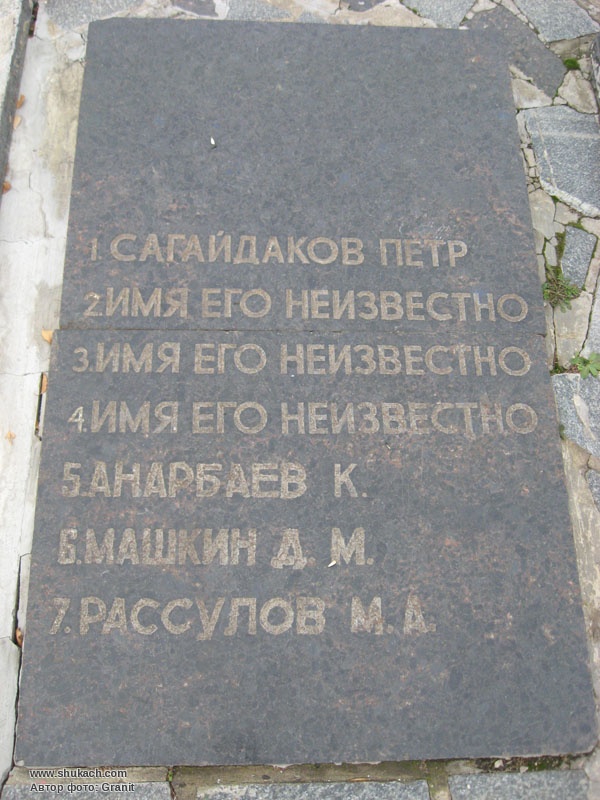 1. САГАЙДАКОВ ПЕТР
2.ИМЯ ЕГО НЕИЗВЕСТНО
3.ИМЯ ЕГО НЕИЗВЕСТНО
4.ИМЯ ЕГО НЕИЗВЕСТНО
5.АНАРБАЕВ К.
6.МАШКИН Д. М.
7.РАССУЛОВ М.А.
www.shukach.com
Автор фото: Granit